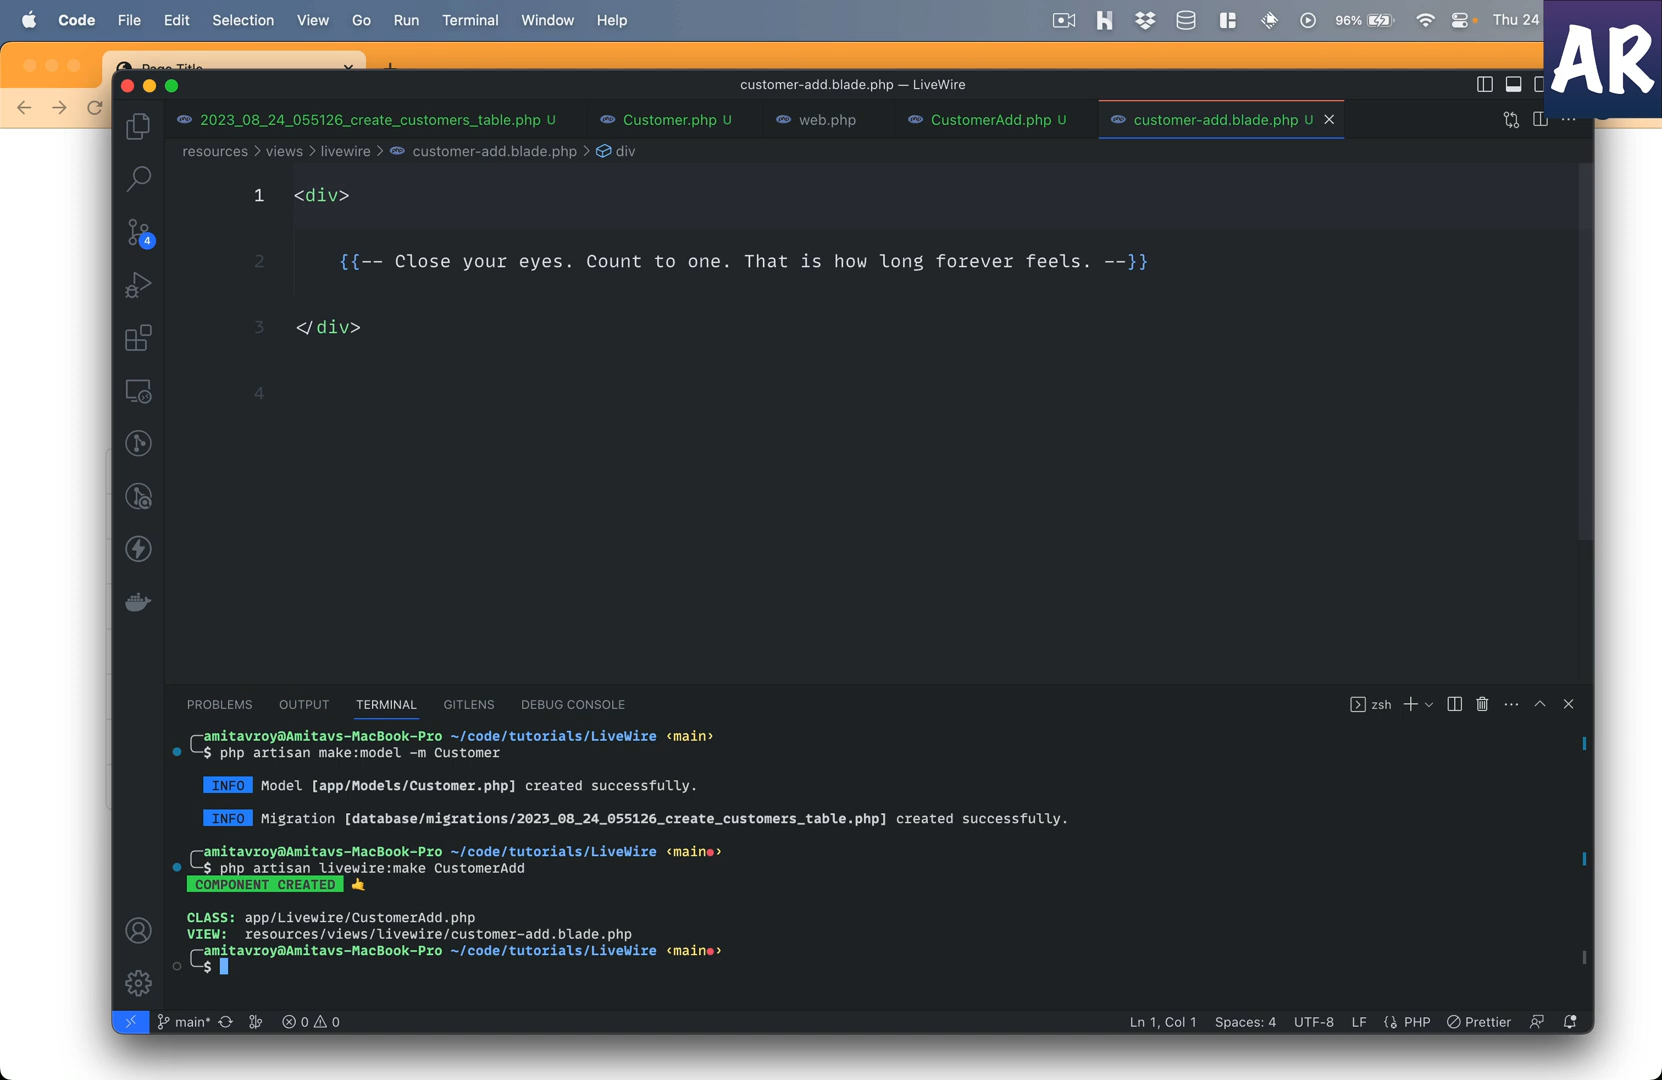 Code File Edit Selection View Go Run Terminal Window Help 96% Thu 24
AR
Page Title
customer-add.blade.php — LiveWire
2023_08_24_055126_create_customers_table.php U Customer.php U web.php CustomerAdd.php U customer-add.blade.php U
resources > views > livewire > customer-add.blade.php > div
1 <div>
2 {{-- Close your eyes. Count to one. That is how long forever feels. --}}
3 </div>
4
4
PROBLEMS OUTPUT TERMINAL GITLENS DEBUG CONSOLE zsh
amitavroy@Amitavs-MacBook-Pro ~/code/tutorials/LiveWire ‹main›
$ php artisan make:model -m Customer
INFO Model [app/Models/Customer.php] created successfully.
INFO Migration [database/migrations/2023_08_24_055126_create_customers_table.php] created successfully.
amitavroy@Amitavs-MacBook-Pro ~/code/tutorials/LiveWire ‹main●›
$ php artisan livewire:make CustomerAdd
COMPONENT CREATED 🤙
CLASS: app/Livewire/CustomerAdd.php
VIEW: resources/views/livewire/customer-add.blade.php
amitavroy@Amitavs-MacBook-Pro ~/code/tutorials/LiveWire ‹main●›
$
main* 0 0 Ln 1, Col 1 Spaces: 4 UTF-8 LF PHP Prettier